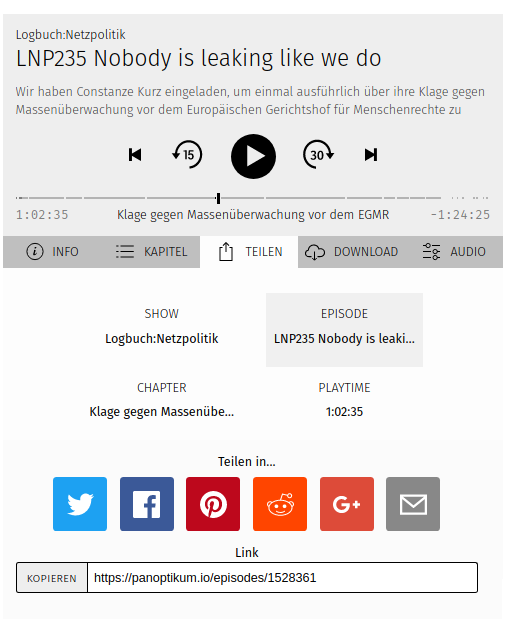 Logbuch:Netzpolitik
LNP235 Nobody is leaking like we do
Wir haben Constanze Kurz eingeladen, um einmal ausführlich über ihre Klage gegen
Massenüberwachung vor dem Europäischen Gerichtshof für Menschenrechte zu
15 30
1:02:35 Klage gegen Massenüberwachung vor dem EGMR -1:24:25
INFO KAPITEL TEILEN DOWNLOAD AUDIO
SHOW EPISODE
Logbuch:Netzpolitik LNP235 Nobody is leaki...
CHAPTER PLAYTIME
Klage gegen Massenübe... 1:02:35
Teilen in...
G+
Link
KOPIEREN https://panoptikum.io/episodes/1528361